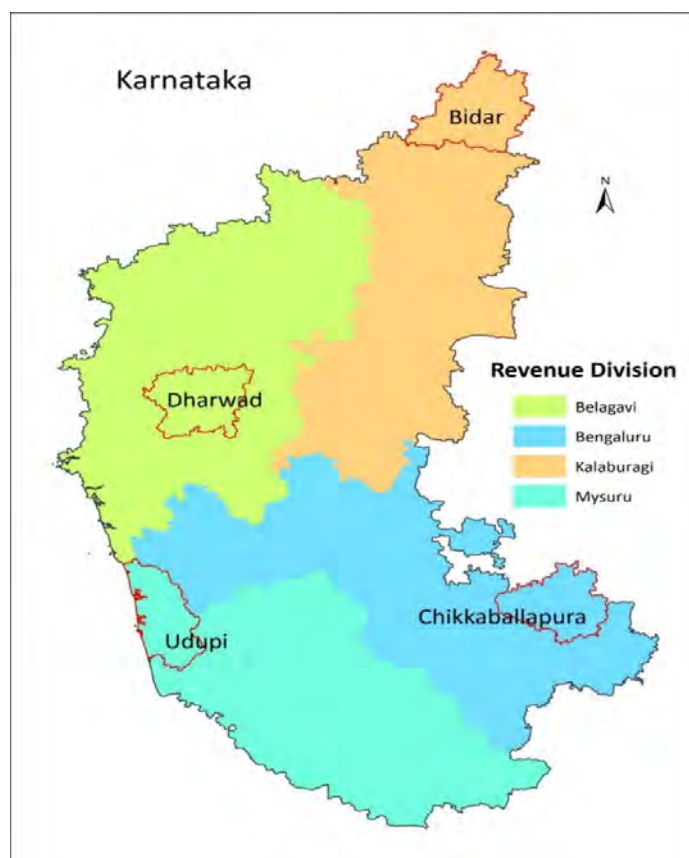 Karnataka
Bidar
N
Revenue Division
Belagavi
Bengaluru
Kalaburagi
Mysuru
Dharwad
Chikkaballapura
Udupi